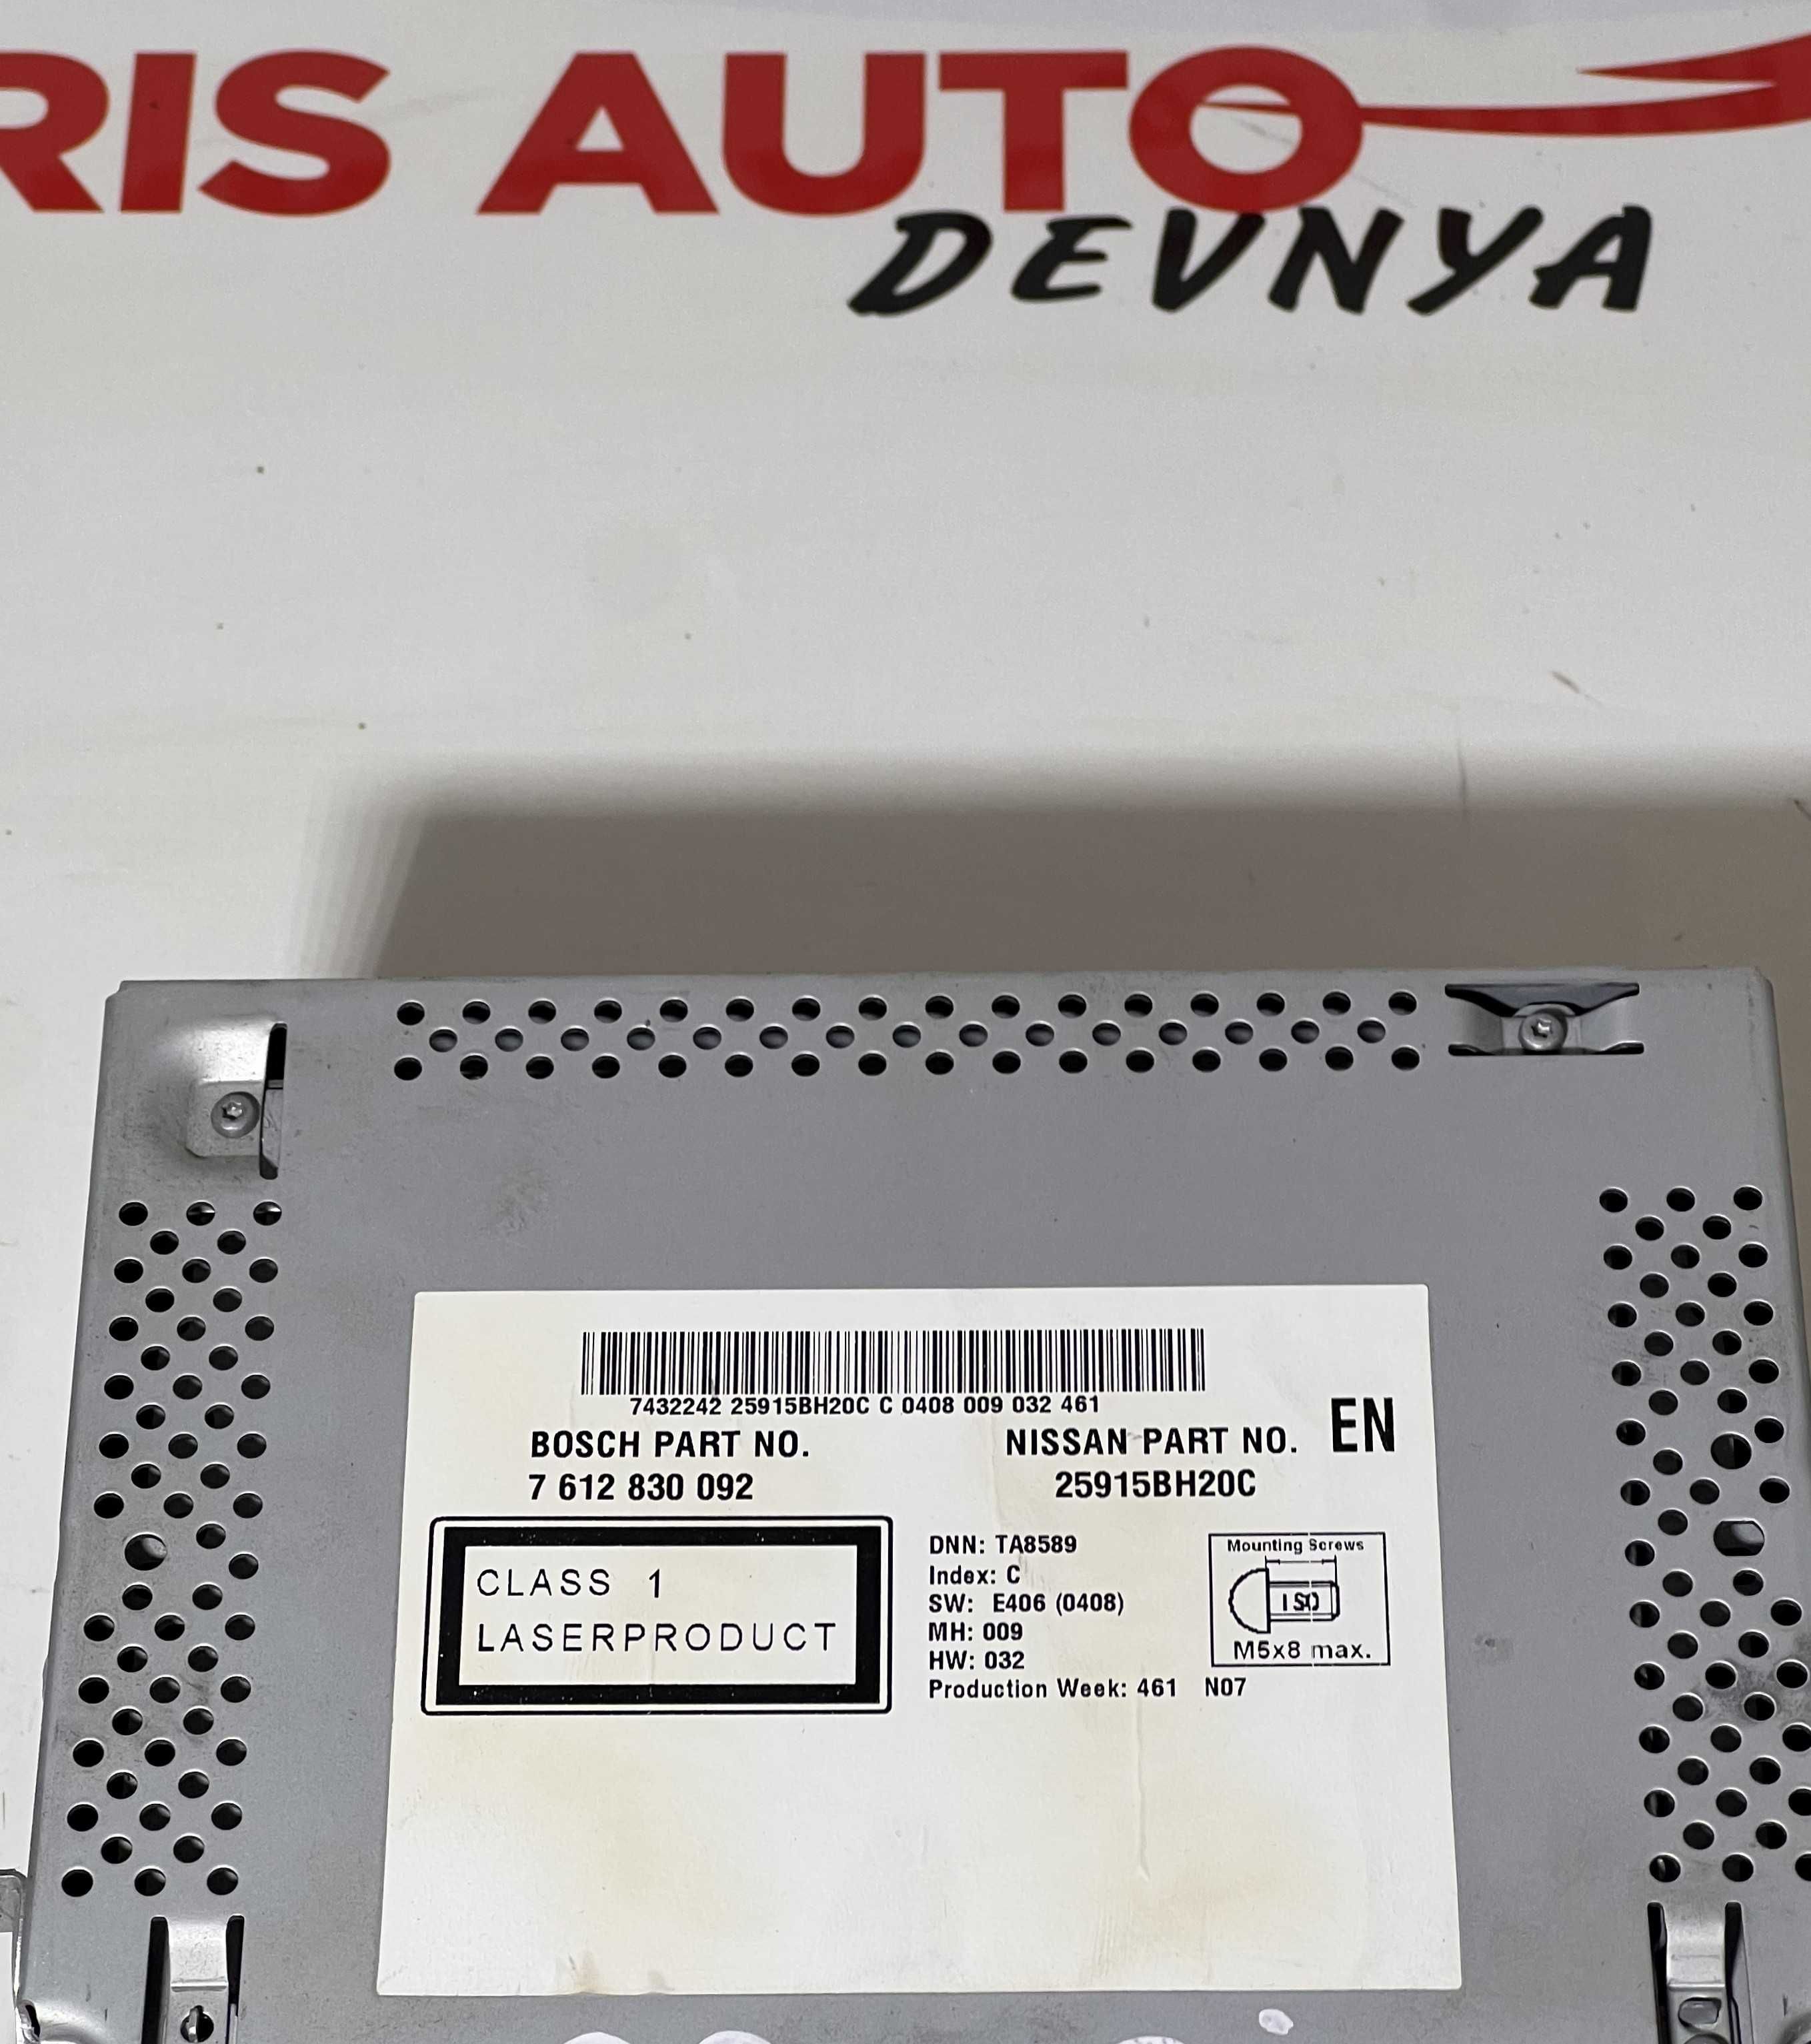 RIS AUTO
DEVNYA
7432242 25915BH20C C 0408 009 032 461
BOSCH PART NO.
7 612 830 092
NISSAN PART NO.
25915BH20C
EN
CLASS 1
LASERPRODUCT
DNN: TA8589
Index: C
SW: E406 (0408)
MH: 009
HW: 032
Production Week: 461 N07
Mounting Screws
ISO
M5x8 max.